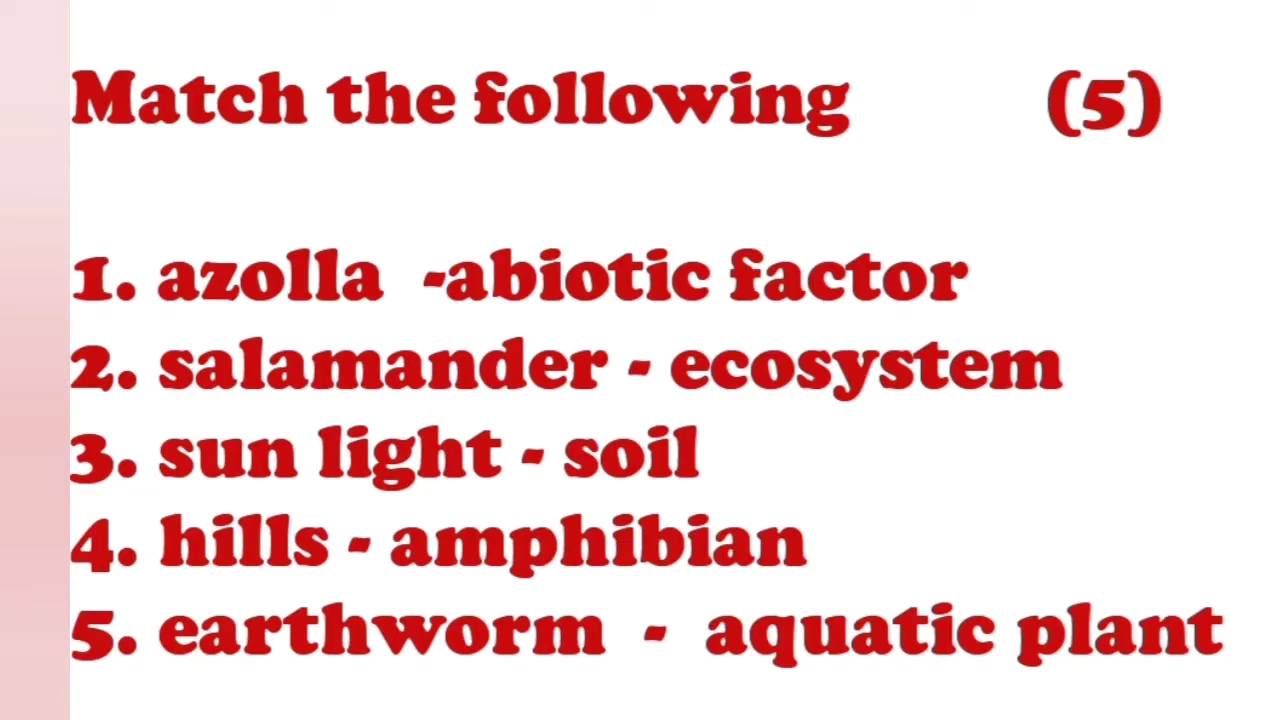 Match the following (5)
1. azolla -abiotic factor
2. salamander - ecosystem
3. sun light - soil
4. hills - amphibian
5. earthworm - aquatic plant